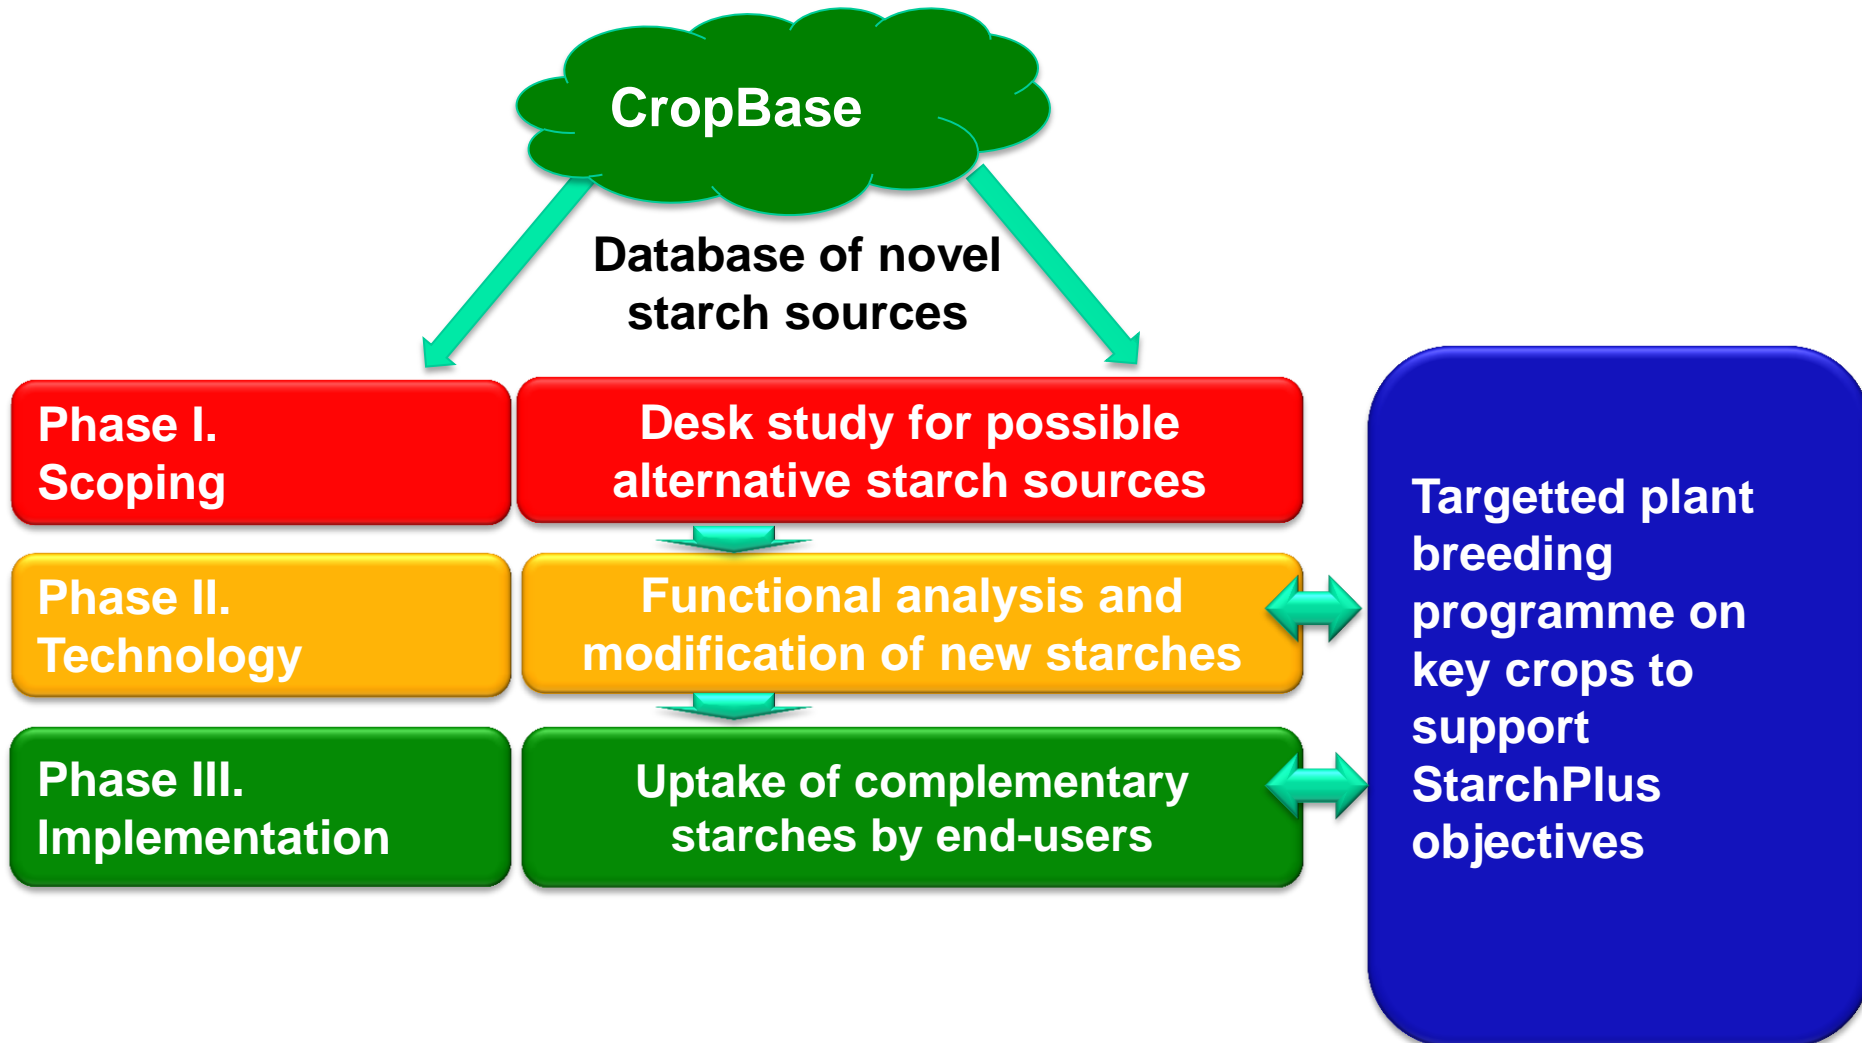 CropBase
Database of novel
starch sources
Phase I.
Scoping
Desk study for possible
alternative starch sources
Phase II.
Technology
Functional analysis and
modification of new starches
Phase III.
Implementation
Uptake of complementary
starches by end-users
Targetted plant
breeding
programme on
key crops to
support
StarchPlus
objectives